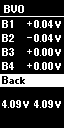 BUO
B1 +0.04V
B2 -0.04V
B3 +0.00V
B4 +0.00V
Back
4.09V 4.09V